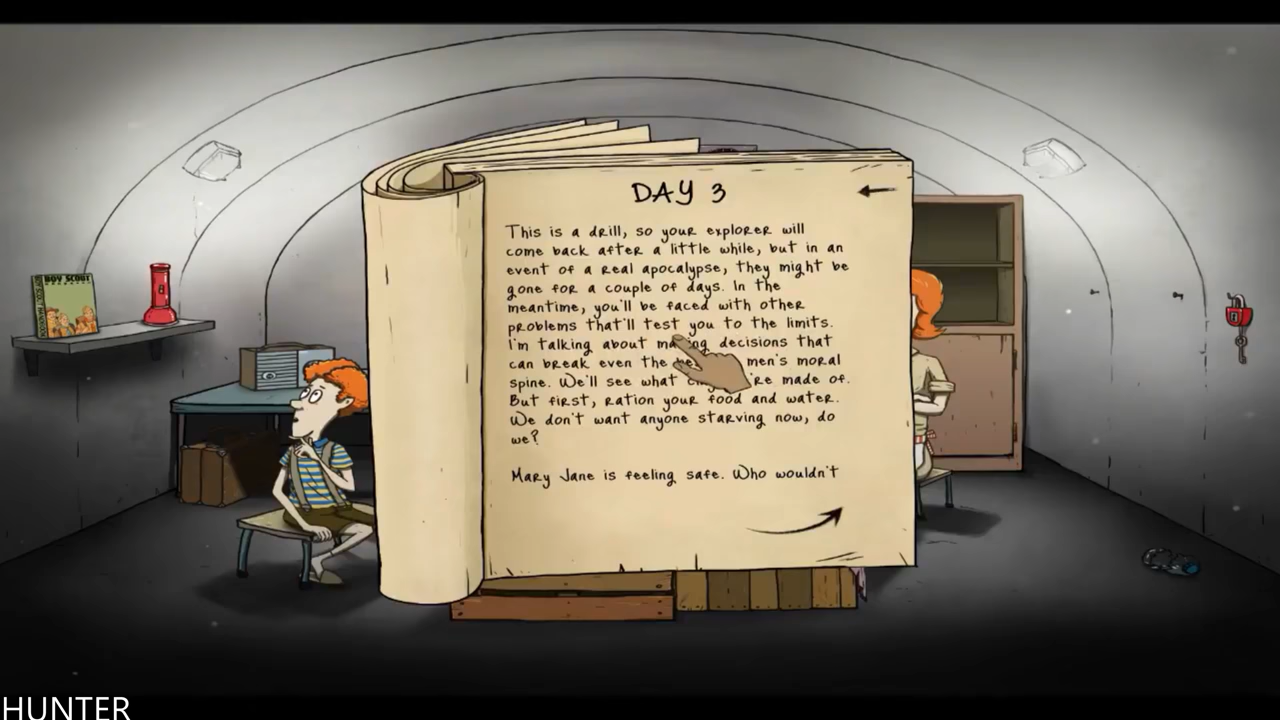 BOY SCOUT
DAY 3
This is a drill, so your explorer will
come back after a little while, but in an
event of a real apocalypse, they might be
gone for a couple of days. In the
meantime, you'll be faced with other
problems that'll test you to the limits.
I'm talking about making decisions that
can break even the men's moral
spine. We'll see what made of.
But first, ration your food and water.
We don't want anyone starving now, do
we?
Mary Jane is feeling safe. Who wouldn't
HUNTER